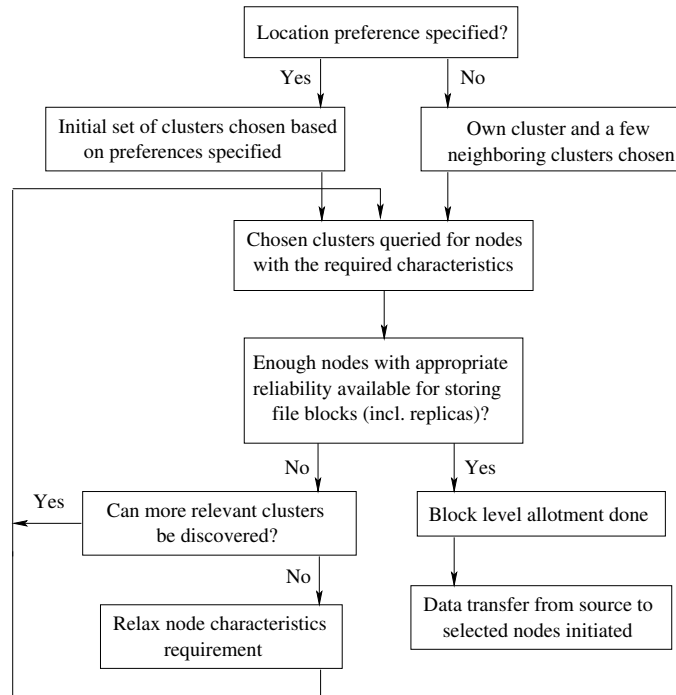 Location preference specified?
Yes
No
Initial set of clusters chosen based
on preferences specified
Own cluster and a few
neighboring clusters chosen
Chosen clusters queried for nodes
with the required characteristics
Enough nodes with appropriate
reliability available for storing
file blocks (incl. replicas)?
No
Yes
Yes
Can more relevant clusters
be discovered?
Block level allotment done
No
Data transfer from source to
selected nodes initiated
Relax node characteristics
requirement